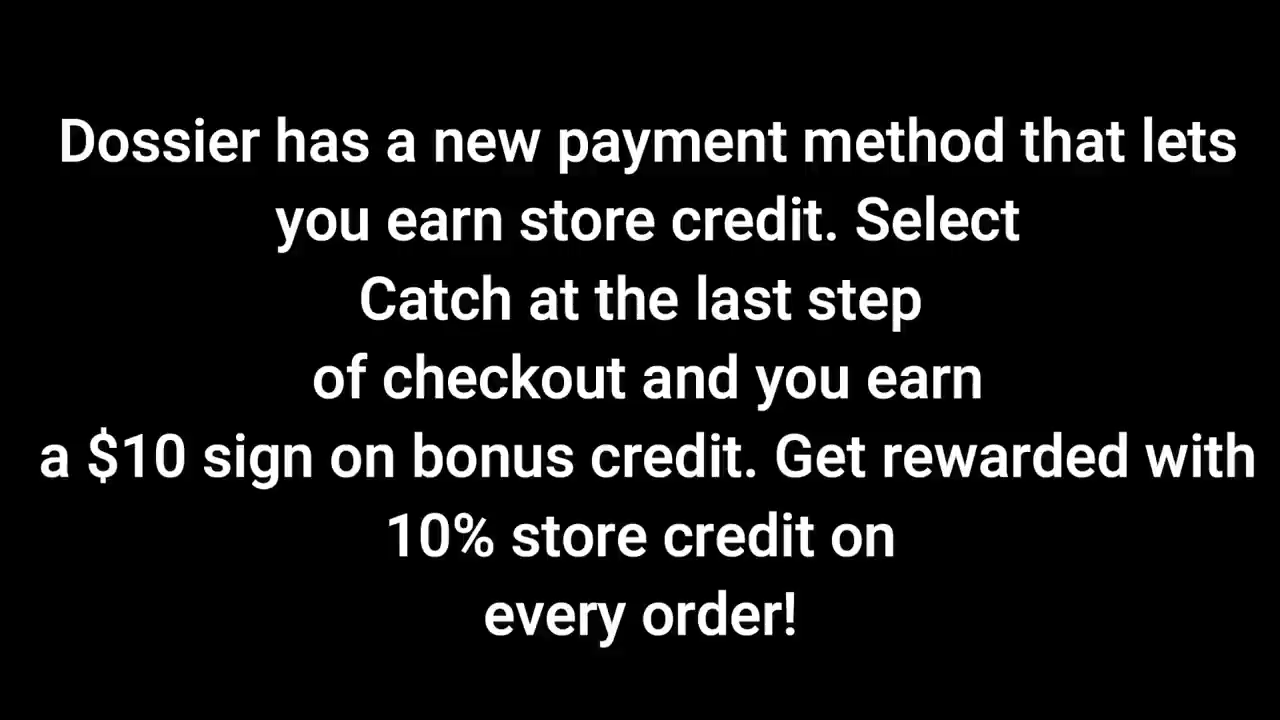 Dossier has a new payment method that lets
you earn store credit. Select
Catch at the last step
of checkout and you earn
a $10 sign on bonus credit. Get rewarded with
10% store credit on
every order!